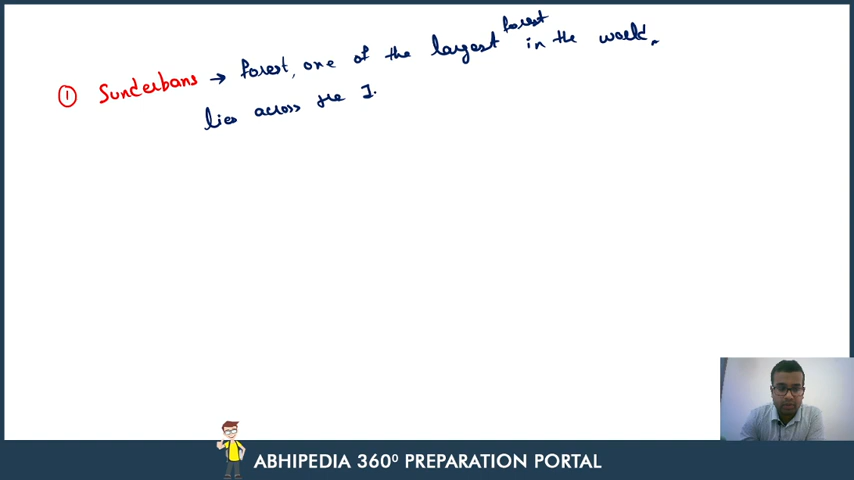 ① Sunderbans → forest, one of the largest forest in the world,
lies across the I.
ABHIPEDIA 360⁰ PREPARATION PORTAL